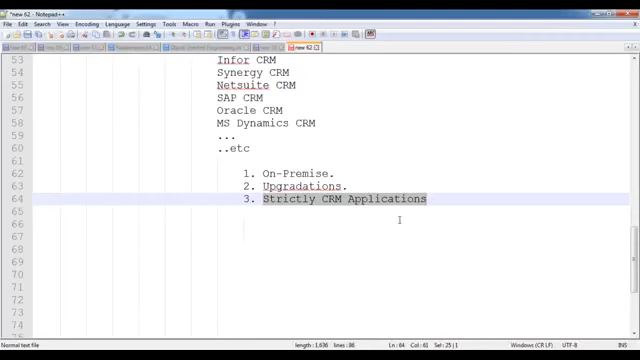 *new 62 - Notepad++
File Edit Search View Encoding Language Settings Tools Macro Run Plugins Window ?
new 62
53 Infor CRM
54 Synergy CRM
55 Netsuite CRM
56 SAP CRM
57 Oracle CRM
58 MS Dynamics CRM
59 ...
60 ..etc
61
62 1. On-Premise.
63 2. Upgradations.
64 3. Strictly CRM Applications
65
66
67
68
69
70
71
72
73
74
Normal text file length : 1,636 lines : 86 Ln : 64 Col : 61 Sel : 25 | 1 Windows (CR LF) UTF-8 INS